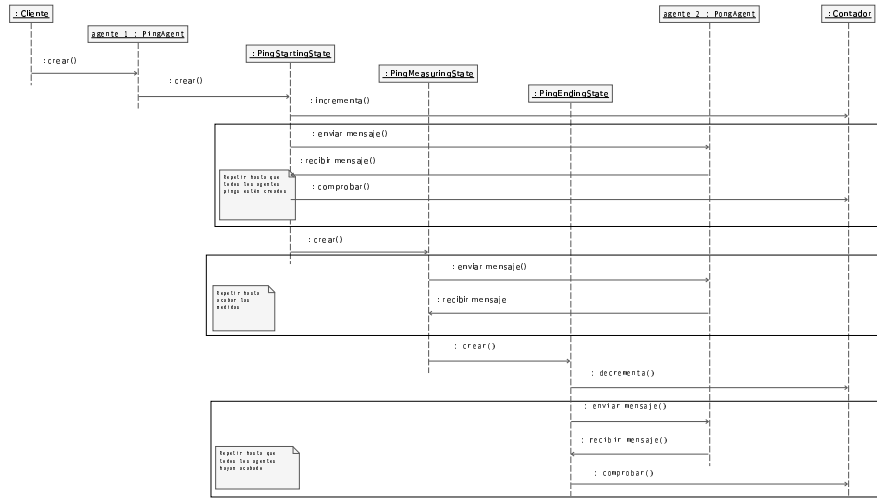 : Cliente
agente 1 : PingAgent
: PingStartingState
: PingMeasuringState
: PingEndingState
agente 2 : PongAgent
: Contador
: crear()
: crear()
: incrementa()
: enviar mensaje()
: recibir mensaje()
Repetir hasta que
todos los agentes
pings estén creados
: comprobar()
: crear()
: enviar mensaje()
Repetir hasta
acabar las
medidas
: recibir mensaje
: crear()
: decrementa()
: enviar mensaje()
: recibir mensaje()
Repetir hasta que
todos los agentes
hayan acabado
: comprobar()